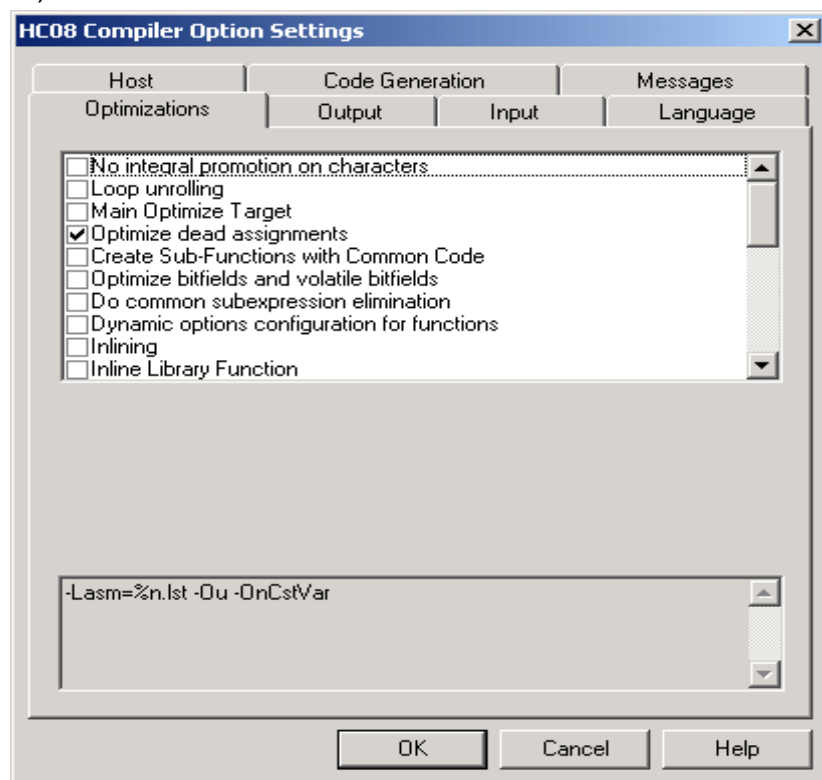 HC08 Compiler Option Settings
Host Code Generation Messages
Optimizations Output Input Language
No integral promotion on characters
Loop unrolling
Main Optimize Target
Optimize dead assignments
Create Sub-Functions with Common Code
Optimize bitfields and volatile bitfields
Do common subexpression elimination
Dynamic options configuration for functions
Inlining
Inline Library Function
-Lasm=%n.lst -Ou -OnCstVar
OK Cancel Help